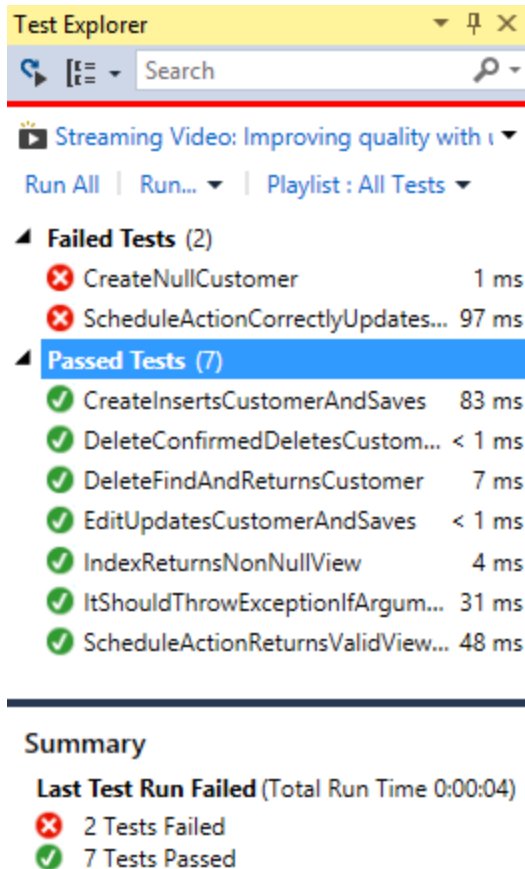 Test Explorer
Search
Streaming Video: Improving quality with u
Run All | Run... | Playlist : All Tests
Failed Tests (2)
CreateNullCustomer 1 ms
ScheduleActionCorrectlyUpdates... 97 ms
Passed Tests (7)
CreateInsertsCustomerAndSaves 83 ms
DeleteConfirmedDeletesCustom... < 1 ms
DeleteFindAndReturnsCustomer 7 ms
EditUpdatesCustomerAndSaves < 1 ms
IndexReturnsNonNullView 4 ms
ItShouldThrowExceptionIfArgum... 31 ms
ScheduleActionReturnsValidView... 48 ms
Summary
Last Test Run Failed (Total Run Time 0:00:04)
2 Tests Failed
7 Tests Passed